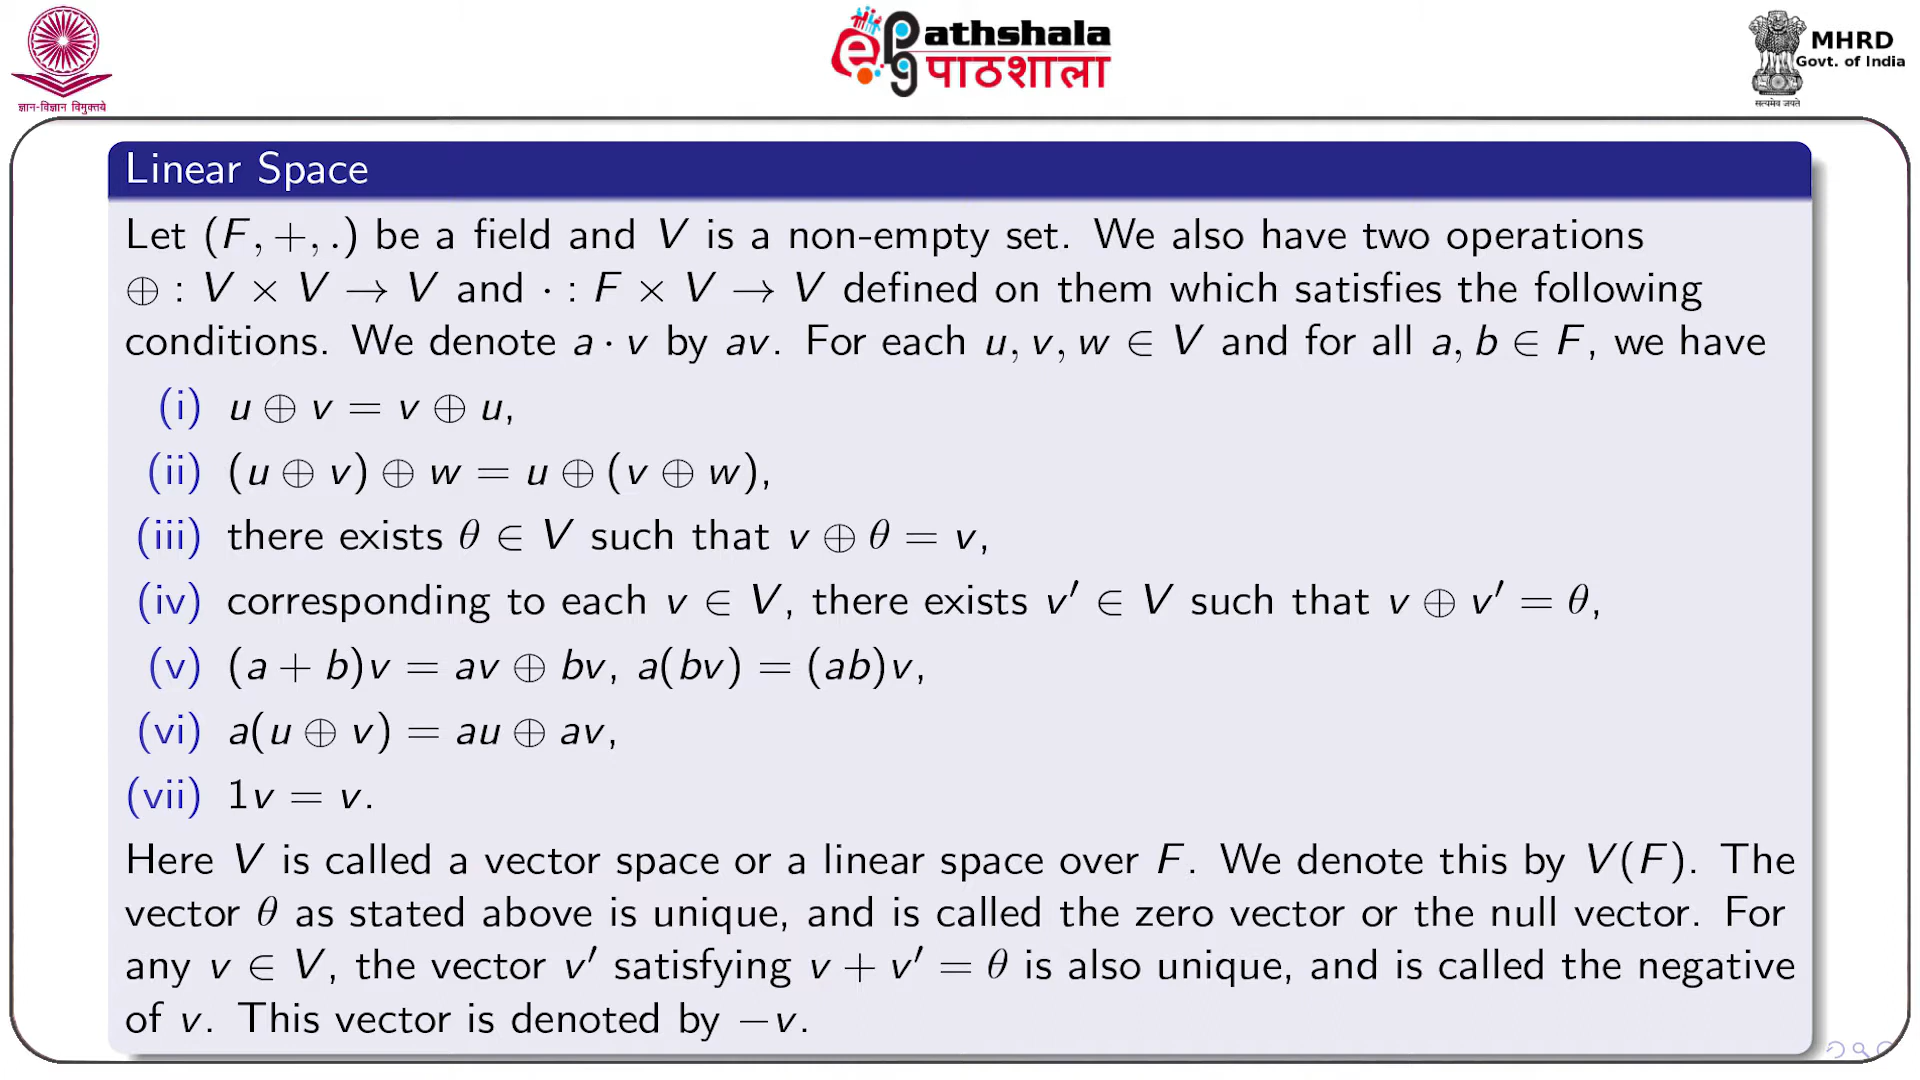 ज्ञान-विज्ञान विमुक्तये
ePG Pathshala
पाठशाला
MHRD
Govt. of India
सत्यमेव जयते
Linear Space
Let (F, +, .) be a field and V is a non-empty set. We also have two operations
⊕ : V × V → V and · : F × V → V defined on them which satisfies the following
conditions. We denote a · v by av. For each u, v, w ∈ V and for all a, b ∈ F, we have
(i) u ⊕ v = v ⊕ u,
(ii) (u ⊕ v) ⊕ w = u ⊕ (v ⊕ w),
(iii) there exists θ ∈ V such that v ⊕ θ = v,
(iv) corresponding to each v ∈ V, there exists v′ ∈ V such that v ⊕ v′ = θ,
(v) (a + b)v = av ⊕ bv, a(bv) = (ab)v,
(vi) a(u ⊕ v) = au ⊕ av,
(vii) 1v = v.
Here V is called a vector space or a linear space over F. We denote this by V(F). The
vector θ as stated above is unique, and is called the zero vector or the null vector. For
any v ∈ V, the vector v′ satisfying v + v′ = θ is also unique, and is called the negative
of v. This vector is denoted by −v.